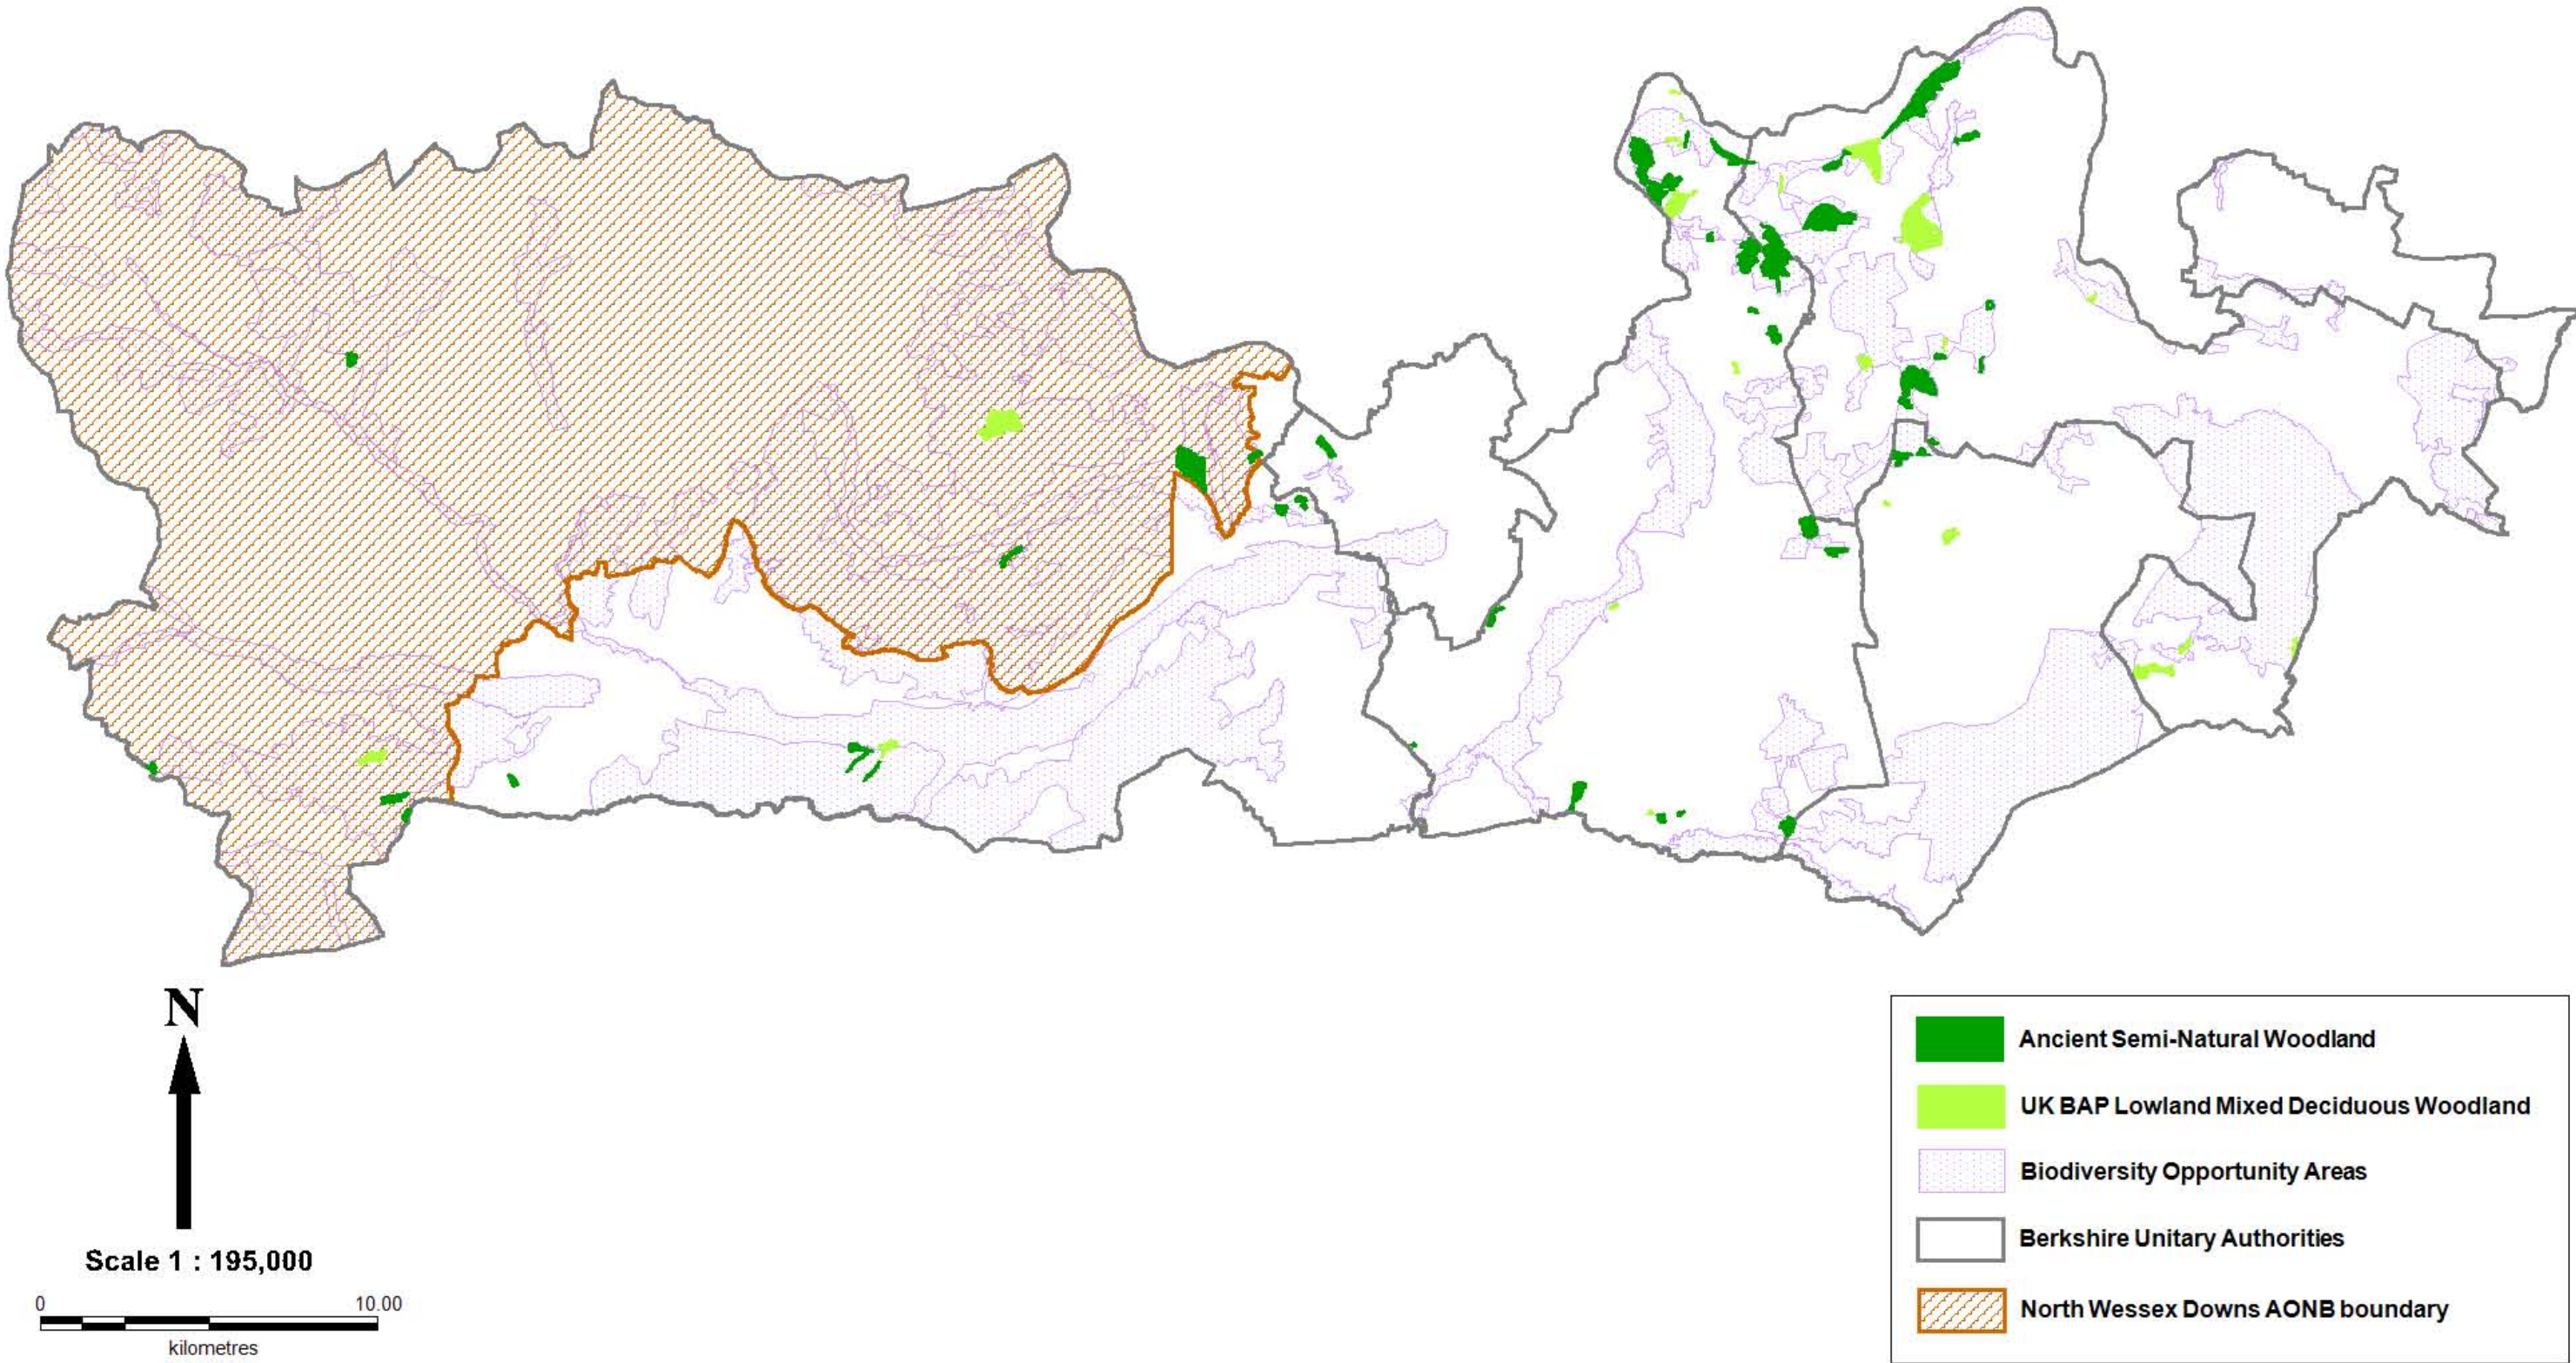 N
Scale 1 : 195,000
0 10.00
kilometres
Ancient Semi-Natural Woodland
UK BAP Lowland Mixed Deciduous Woodland
Biodiversity Opportunity Areas
Berkshire Unitary Authorities
North Wessex Downs AONB boundary